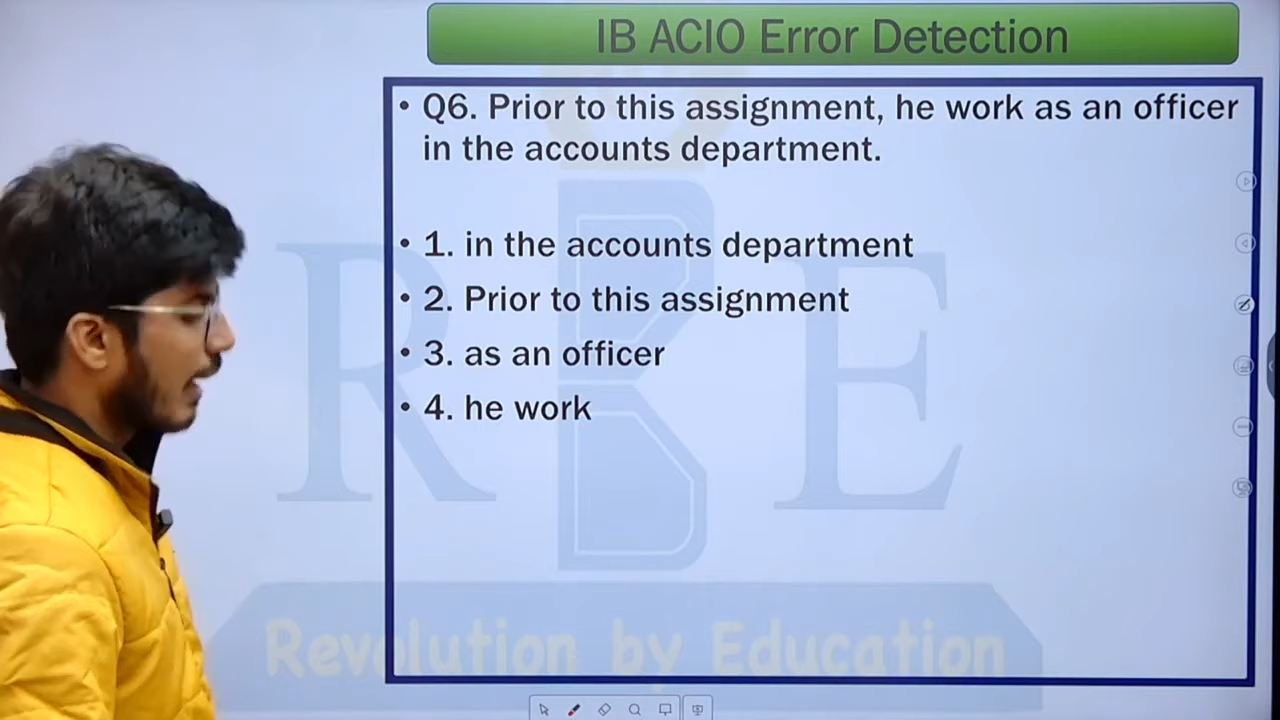 IB ACIO Error Detection
• Q6. Prior to this assignment, he work as an officer
in the accounts department.
• 1. in the accounts department
• 2. Prior to this assignment
• 3. as an officer
• 4. he work
RBE
Revolution by Education